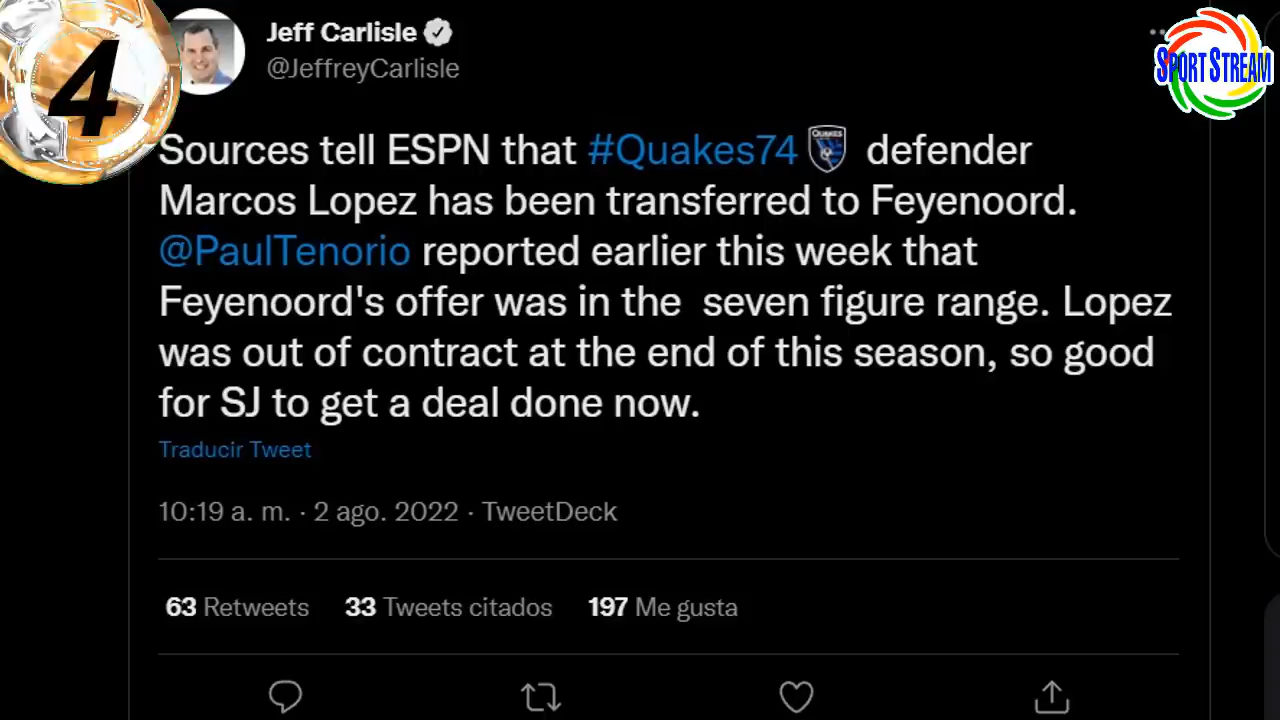 4
Jeff Carlisle
@JeffreyCarlisle
SPORT STREAM
Sources tell ESPN that #Quakes74 QUAKES defender
Marcos Lopez has been transferred to Feyenoord.
@PaulTenorio reported earlier this week that
Feyenoord's offer was in the  seven figure range. Lopez
was out of contract at the end of this season, so good
for SJ to get a deal done now.
Traducir Tweet
10:19 a. m. · 2 ago. 2022 · TweetDeck
63 Retweets 33 Tweets citados 197 Me gusta